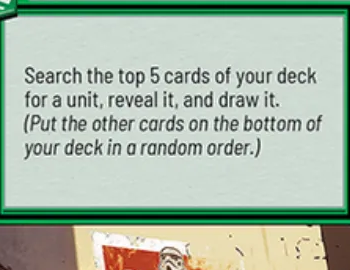 Search the top 5 cards of your deck
for a unit, reveal it, and draw it.
(Put the other cards on the bottom of
your deck in a random order.)